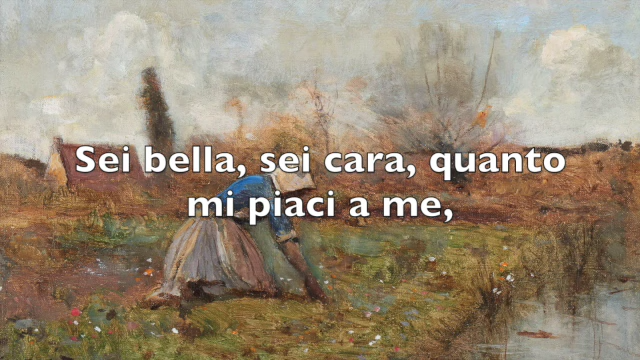 Sei bella, sei cara, quanto
mi piaci a me,